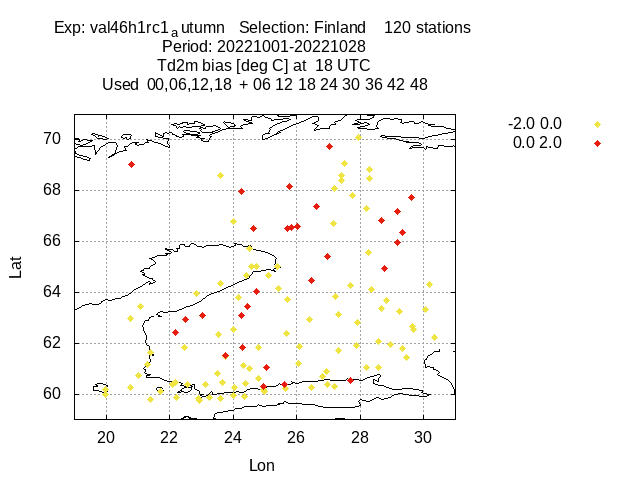 Exp: val46h1rc1autumn Selection: Finland 120 stations
Period: 20221001-20221028
Td2m bias [deg C] at 18 UTC
Used 00,06,12,18 + 06 12 18 24 30 36 42 48
-2.0 0.0
0.0 2.0
70
68
66
64
62
60
Lat
20 22 24 26 28 30
Lon